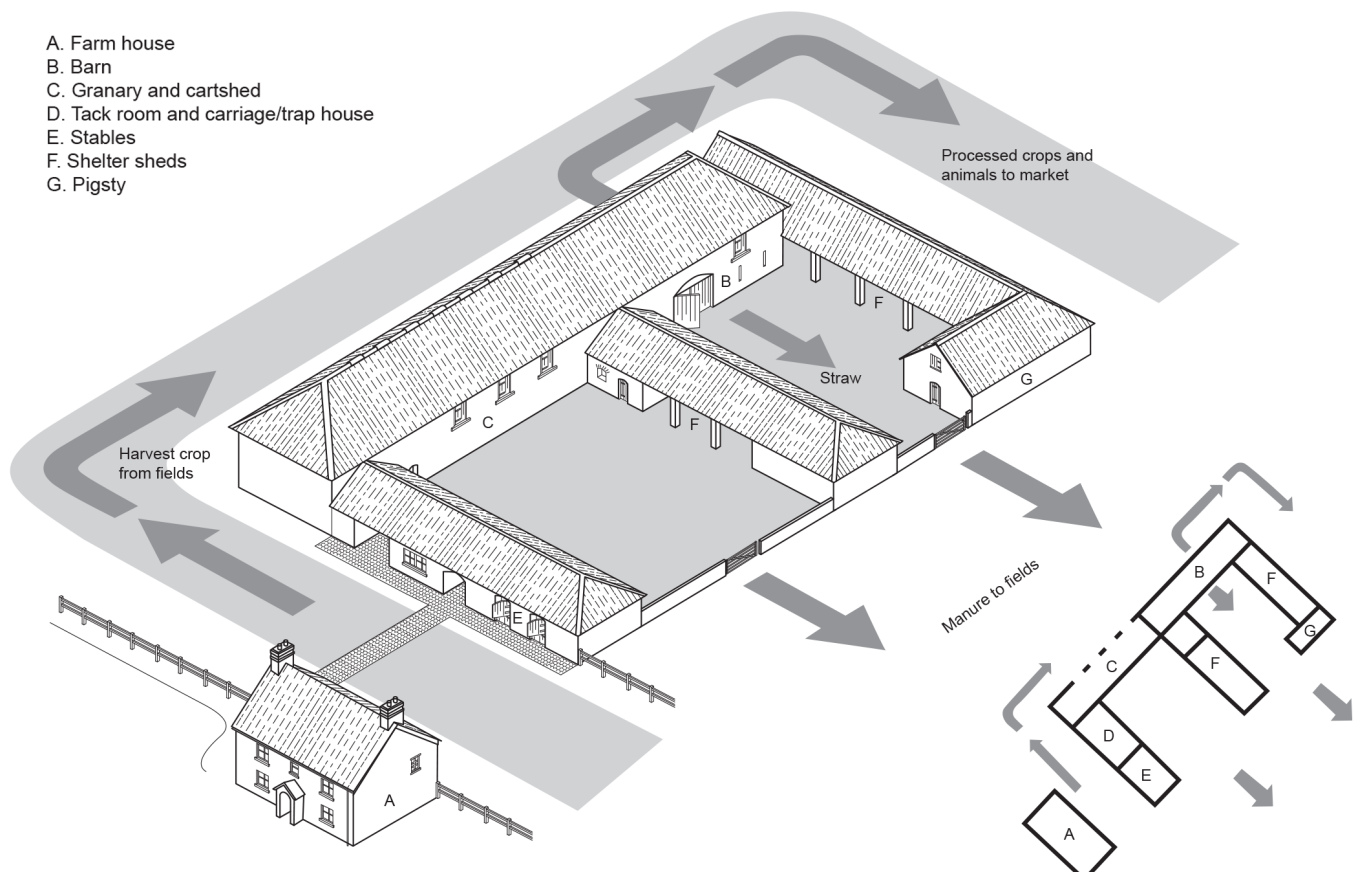 A. Farm house
B. Barn
C. Granary and cartshed
D. Tack room and carriage/trap house
E. Stables
F. Shelter sheds
G. Pigsty
Processed crops and
animals to market
B
F
Straw
G
C
F
Harvest crop
from fields
E
A
Manure to fields
B
F
G
C
F
D
E
A